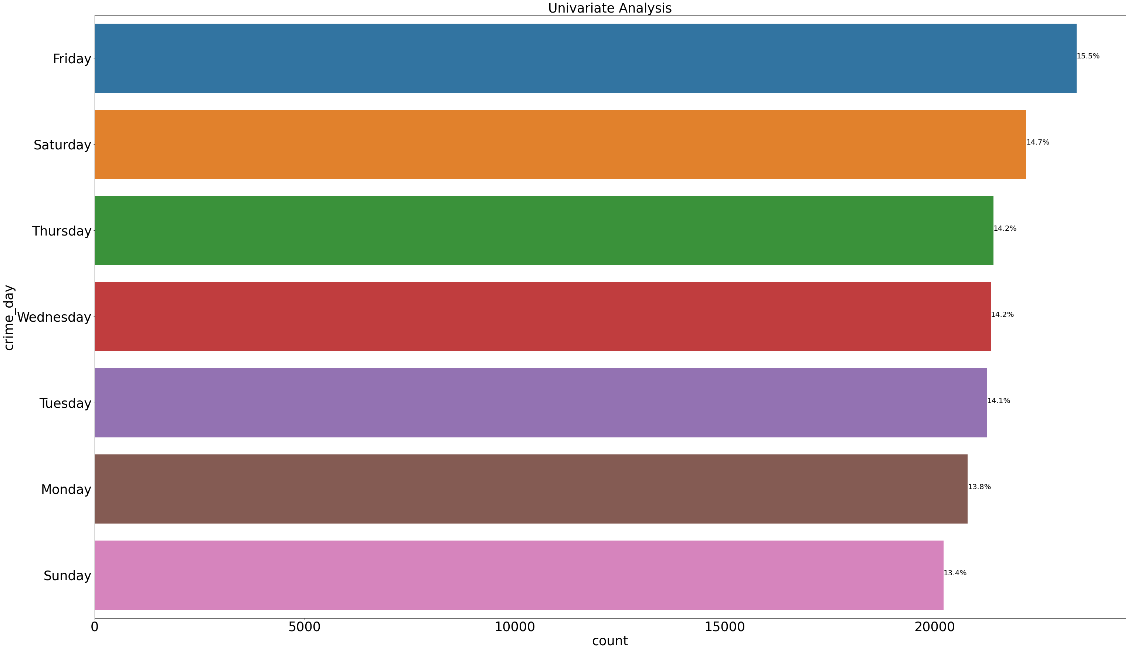 Univariate Analysis
Friday
15.5%
Saturday
14.7%
Thursday
14.2%
Wednesday
14.2%
Tuesday
14.1%
Monday
13.8%
Sunday
13.4%
crime_day
0 5000 10000 15000 20000
count